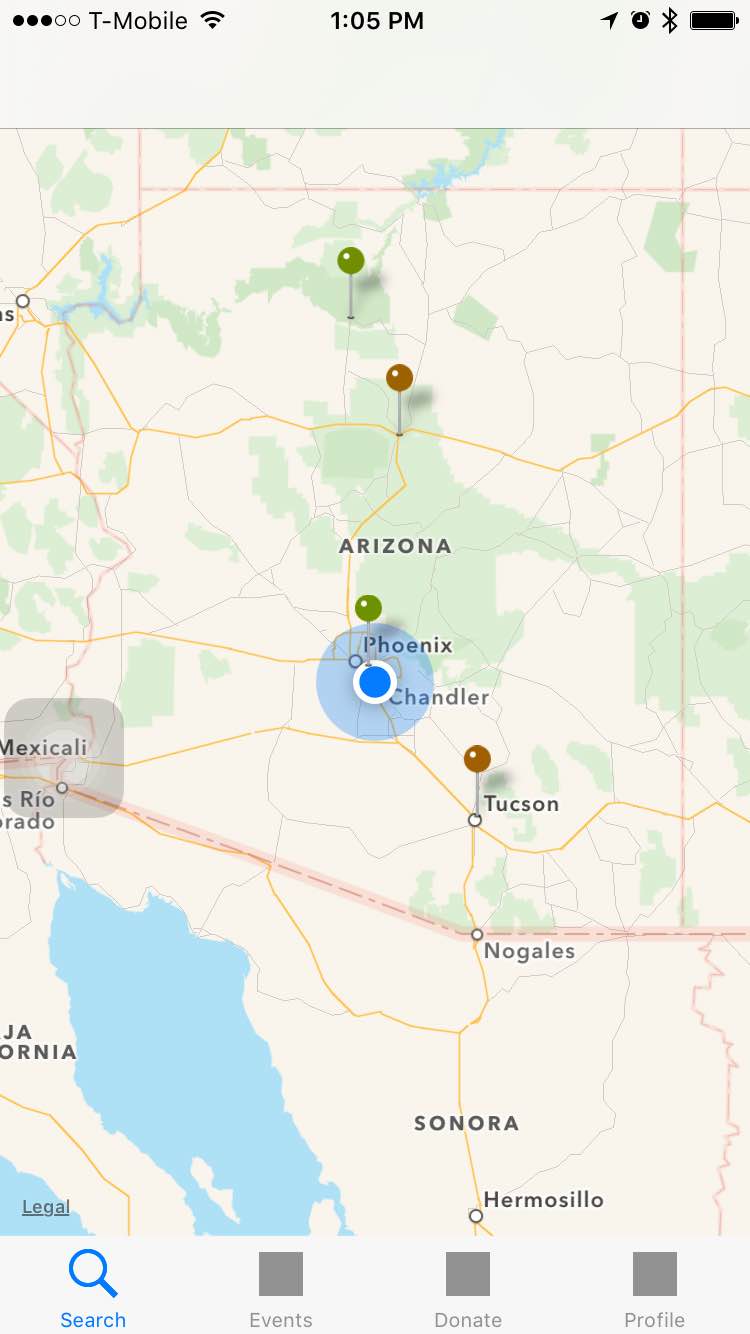 T-Mobile 1:05 PM
as
ARIZONA
Phoenix
Chandler
Mexicali
s Río
orado
Tucson
Nogales
JA
ORNIA
SONORA
Hermosillo
Legal
Search Events Donate Profile